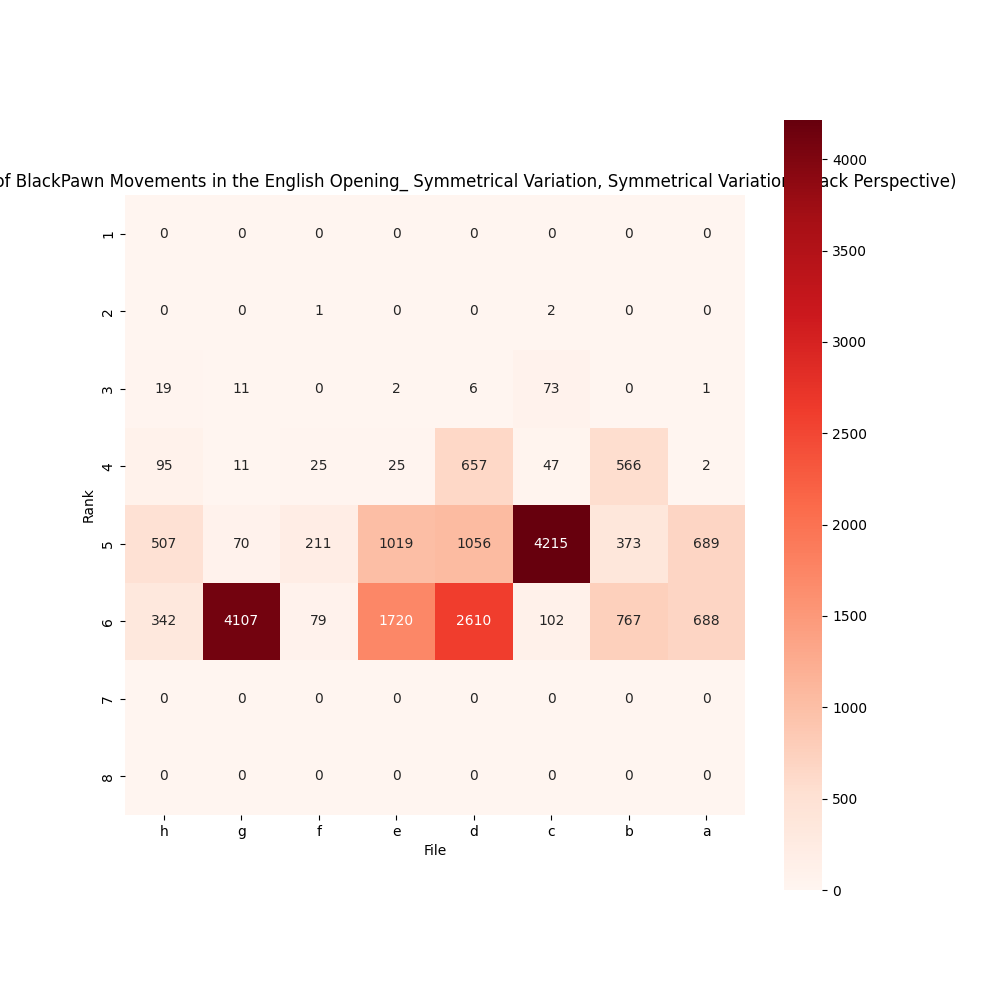 of BlackPawn Movements in the English Opening_ Symmetrical Variation, Symmetrical Variation ack Perspective)
4000
3500
3000
2500
2000
1500
1000
500
0
Rank
1 0 0 0 0 0 0 0 0
2 0 0 1 0 0 2 0 0
3 19 11 0 2 6 73 0 1
4 95 11 25 25 657 47 566 2
5 507 70 211 1019 1056 4215 373 689
6 342 4107 79 1720 2610 102 767 688
7 0 0 0 0 0 0 0 0
8 0 0 0 0 0 0 0 0
h g f e d c b a
File